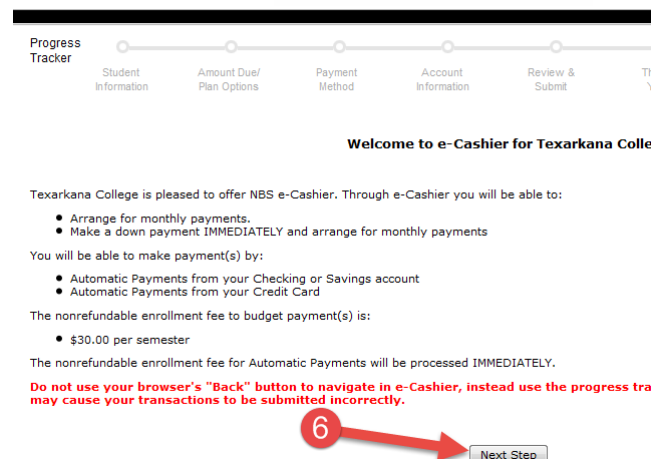 Progress
Tracker
Student
Information
Amount Due/
Plan Options
Payment
Method
Account
Information
Review &
Submit
Welcome to e-Cashier for Texarkana Colle
Texarkana College is pleased to offer NBS e-Cashier. Through e-Cashier you will be able to:
• Arrange for monthly payments.
• Make a down payment IMMEDIATELY and arrange for monthly payments
You will be able to make payment(s) by:
• Automatic Payments from your Checking or Savings account
• Automatic Payments from your Credit Card
The nonrefundable enrollment fee to budget payment(s) is:
• $30.00 per semester
The nonrefundable enrollment fee for Automatic Payments will be processed IMMEDIATELY.
Do not use your browser's "Back" button to navigate in e-Cashier, instead use the progress tra
may cause your transactions to be submitted incorrectly.
6
Next Step